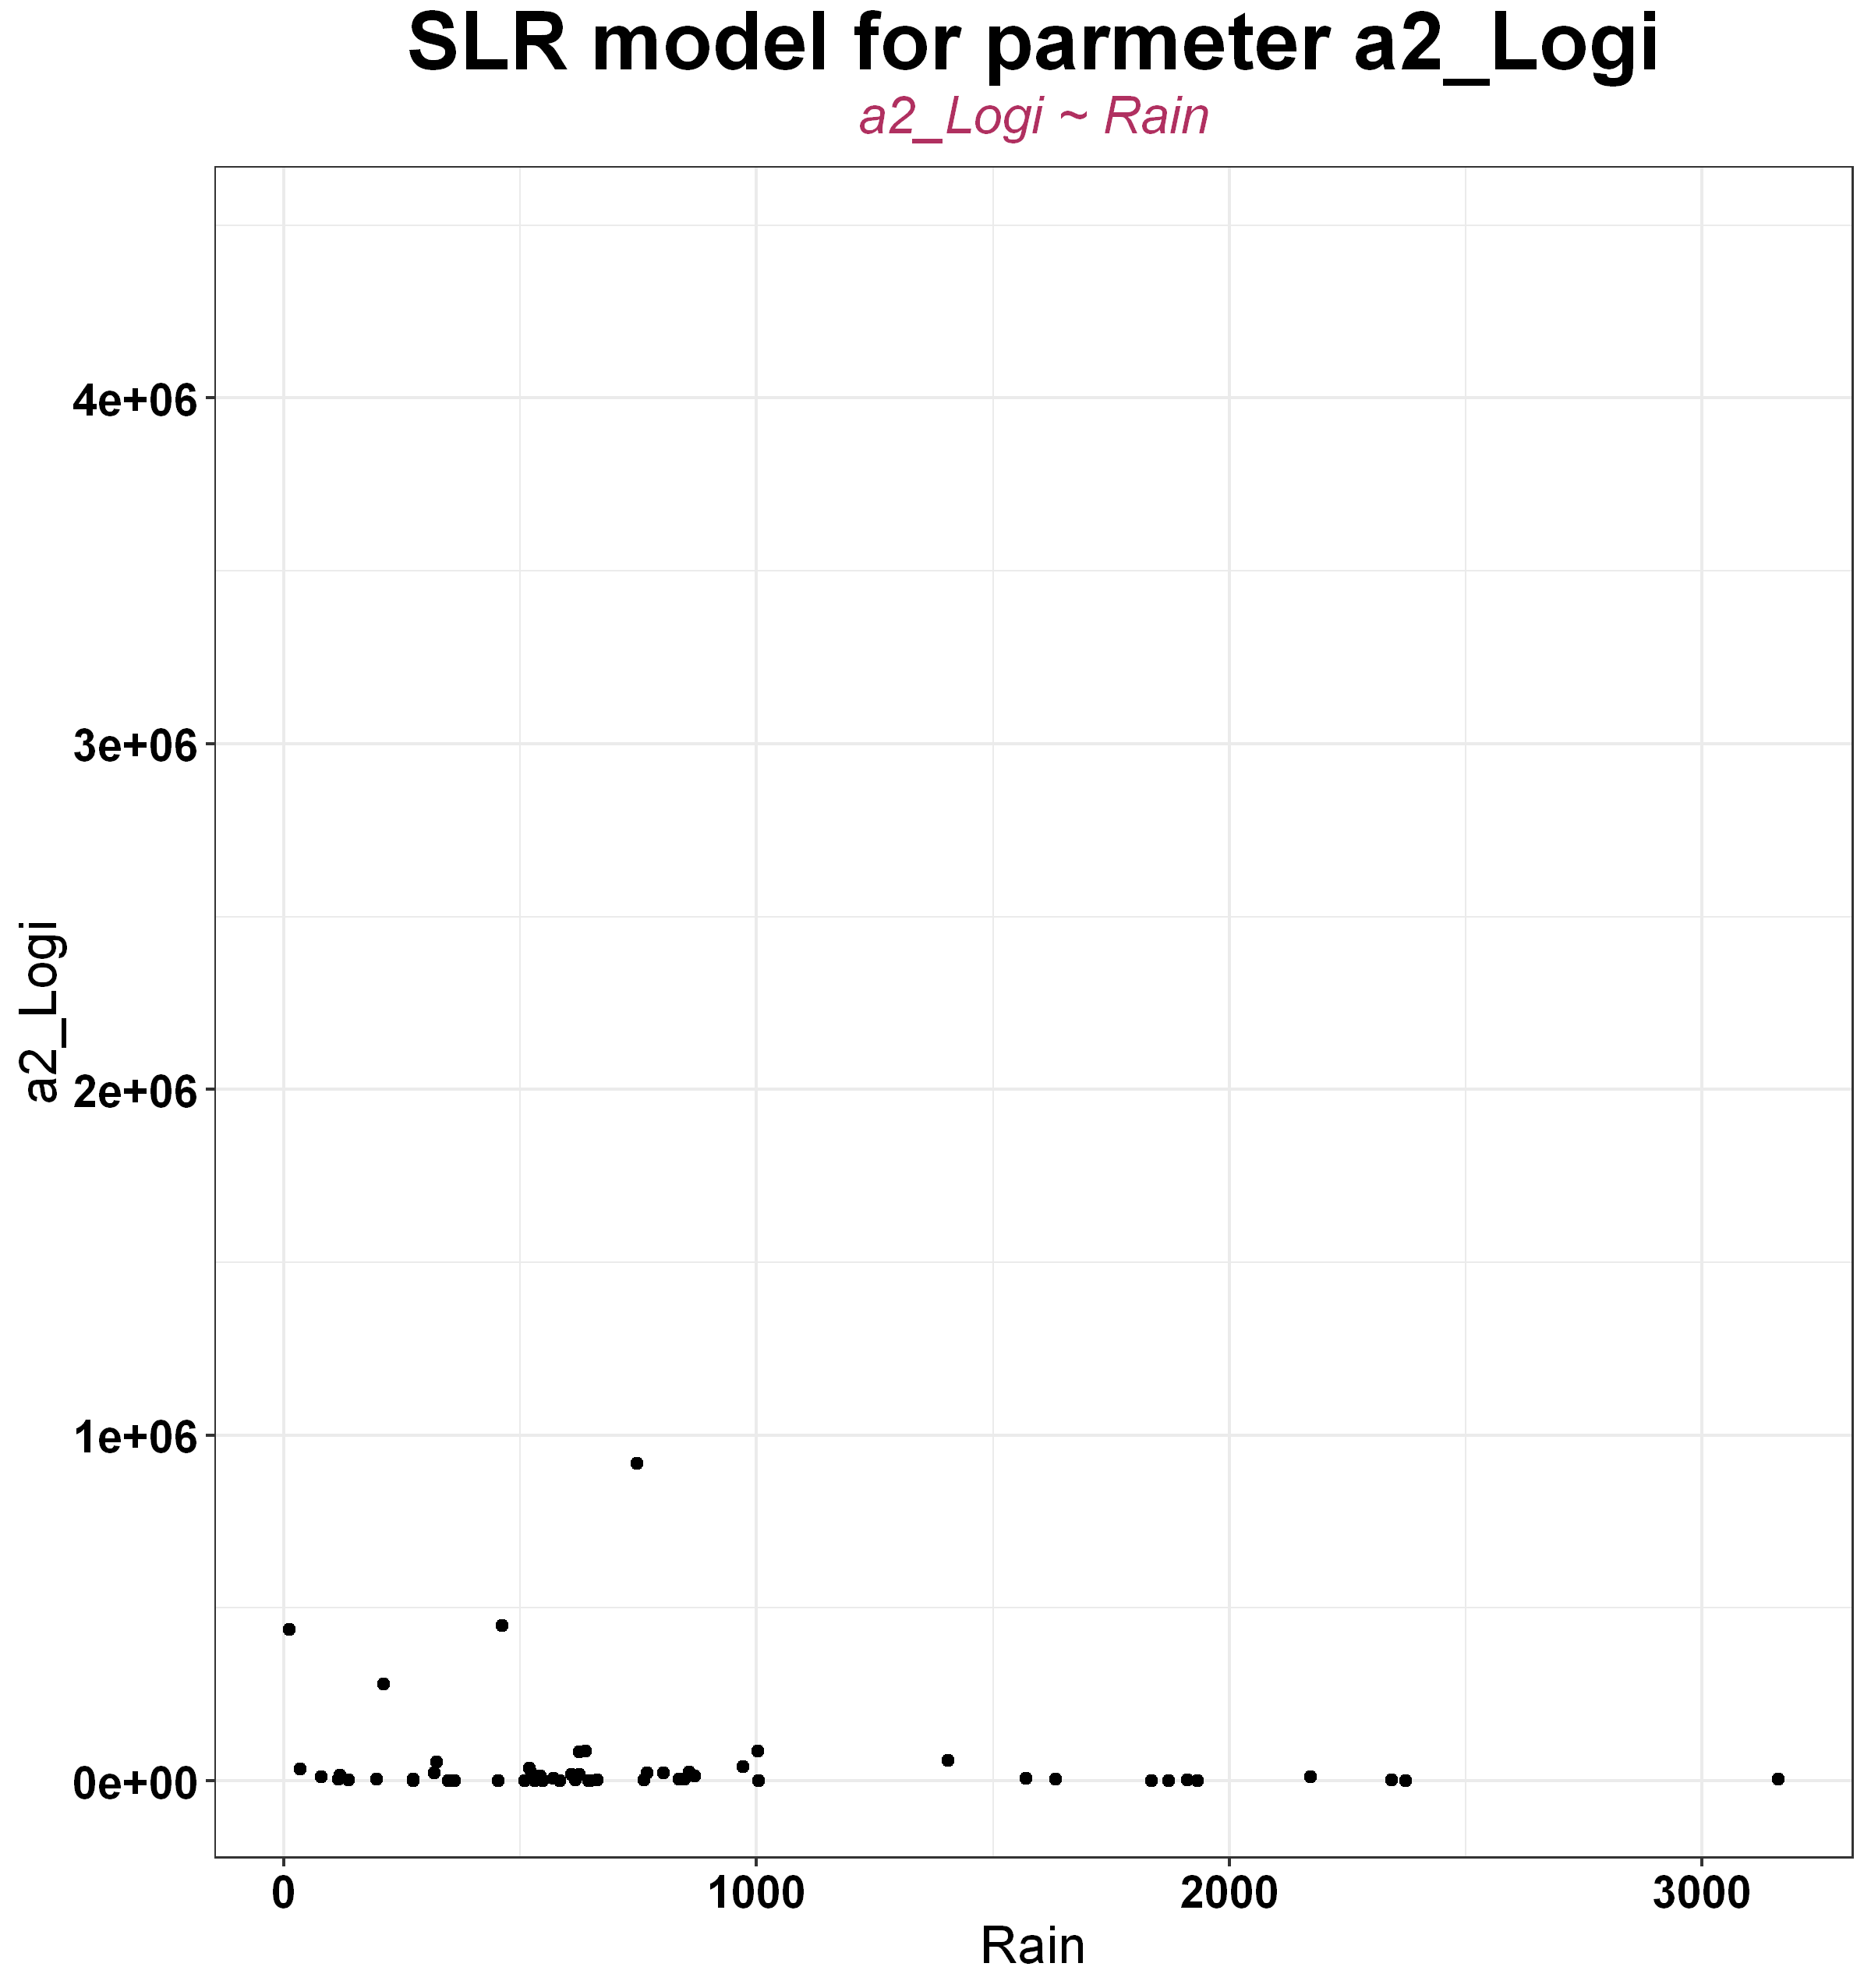 SLR model for parmeter a2_Logi
a2_Logi ~ Rain
4e+06
3e+06
2e+06
1e+06
0e+00
a2_Logi
0
1000
2000
3000
Rain